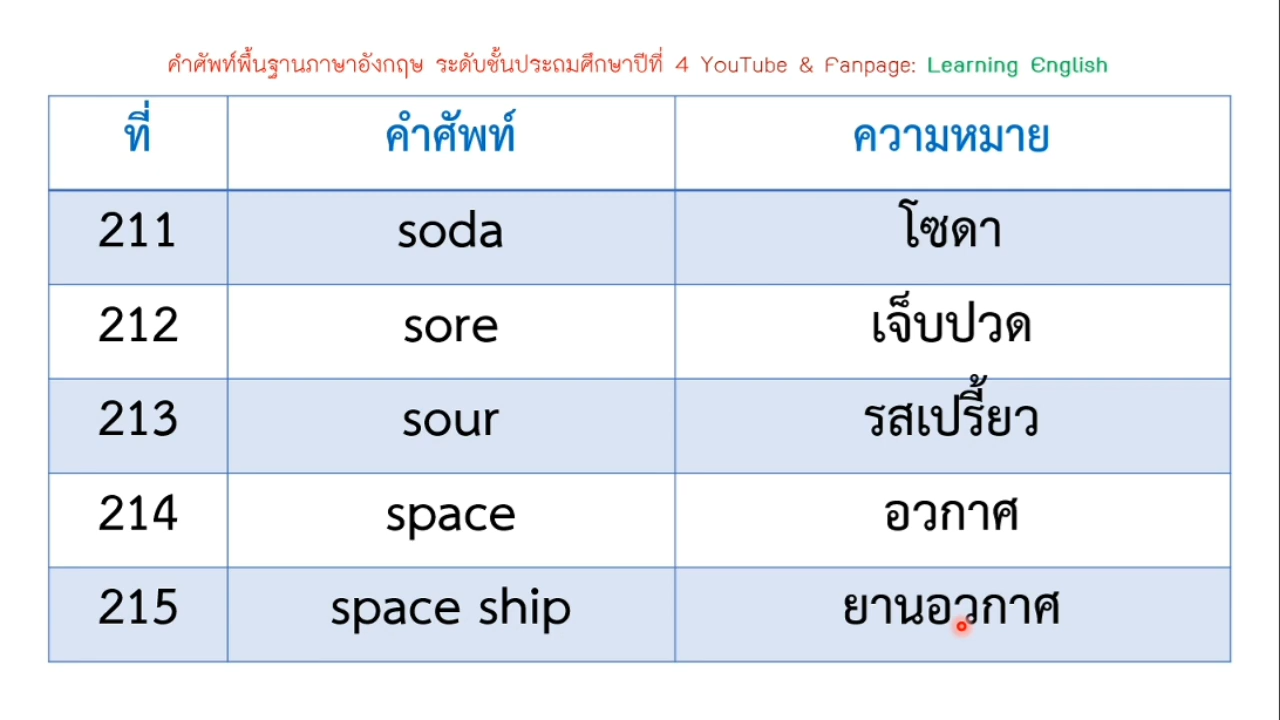 คำศัพท์พื้นฐานภาษาอังกฤษ ระดับชั้นประถมศึกษาปีที่ 4 YouTube & Fanpage: Learning English
ที่ คำศัพท์ ความหมาย
211 soda โซดา
212 sore เจ็บปวด
213 sour รสเปรี้ยว
214 space อวกาศ
215 space ship ยานอวกาศ